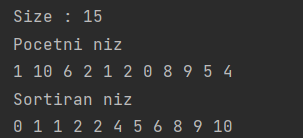 Size : 15
Pocetni niz
1 10 6 2 1 2 0 8 9 5 4
Sortiran niz
0 1 1 2 2 4 5 6 8 9 10